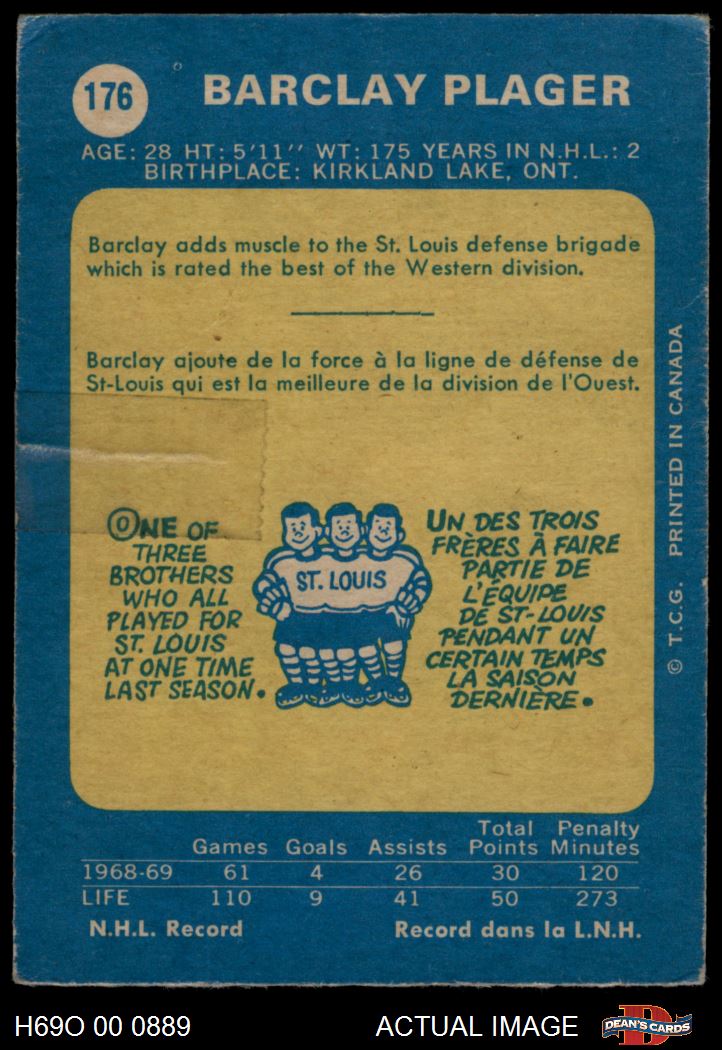 176
BARCLAY PLAGER
AGE: 28 HT: 5'11'' WT: 175 YEARS IN N.H.L.: 2
BIRTHPLACE: KIRKLAND LAKE, ONT.
Barclay adds muscle to the St. Louis defense brigade
which is rated the best of the Western division.
Barclay ajoute de la force à la ligne de défense de
St-Louis qui est la meilleure de la division de l'Ouest.
ONE OF
THREE
BROTHERS
WHO ALL
PLAYED FOR
ST. LOUIS
AT ONE TIME
LAST SEASON.
ST. LOUIS
UN DES TROIS
FRÈRES À FAIRE
PARTIE DE
L'ÉQUIPE
DE ST-LOUIS
PENDANT UN
CERTAIN TEMPS
LA SAISON
DERNIÈRE.
© T.C.G. PRINTED IN CANADA
Games Goals Assists Total Points Penalty Minutes
1968-69 61 4 26 30 120
LIFE 110 9 41 50 273
N.H.L. Record Record dans la L.N.H.
H69O 00 0889
ACTUAL IMAGE
D
DEAN'S CARDS